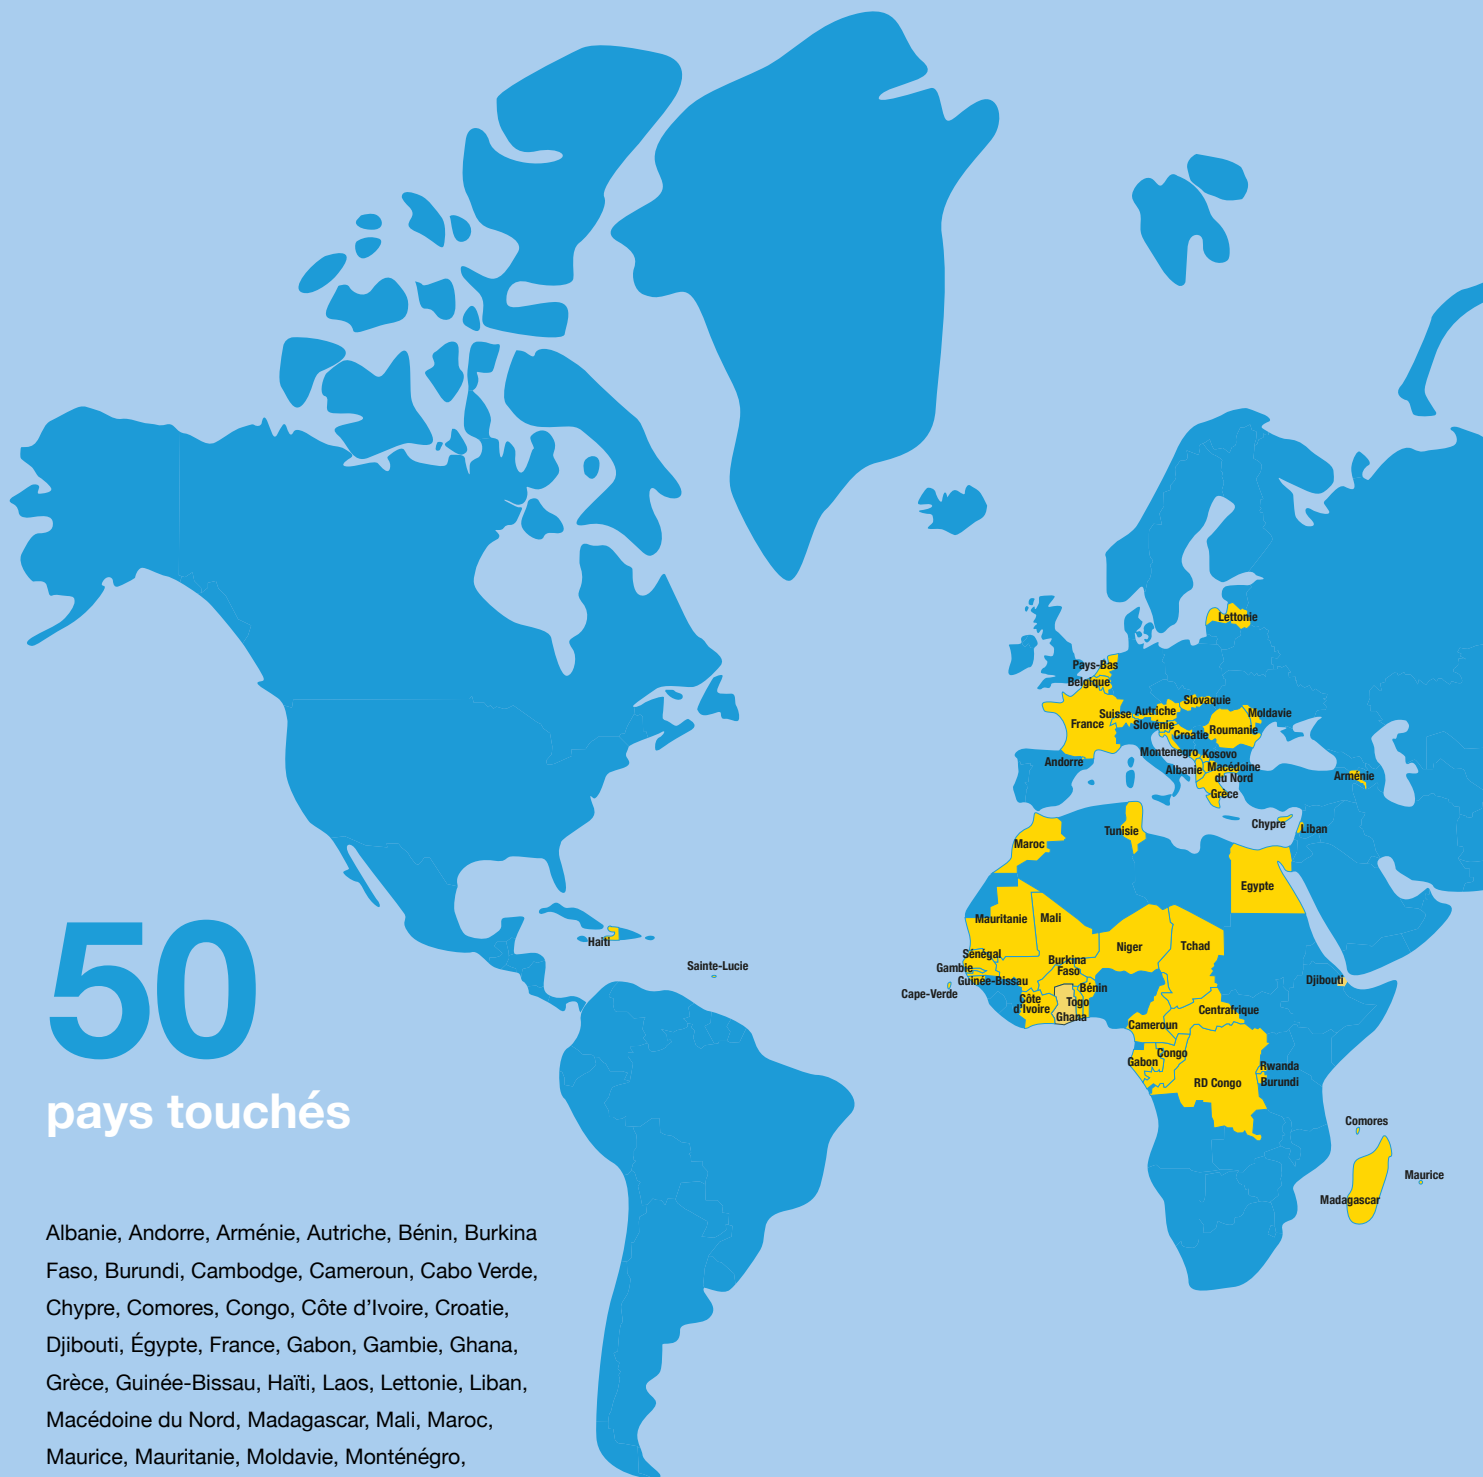 Lettonie
Pays-Bas
Belgique
Slovaquie
Suisse
Autriche
Moldavie
France
Slovénie
Croatie
Roumanie
Montenegro
Kosovo
Andorre
Albanie
Macédoine
du Nord
Arménie
Grèce
Chypre
Liban
Tunisie
Maroc
Egypte
Mauritanie
Mali
Niger
Tchad
Haïti
Sénégal
Burkina
Faso
Sainte-Lucie
Gambie
Guinée-Bissau
Djibouti
Cape-Verde
Bénin
Côte
d'Ivoire
Togo
Ghana
Centrafrique
Cameroun
Congo
Gabon
Rwanda
RD Congo
Burundi
Comores
Maurice
Madagascar
50
pays touchés
Albanie, Andorre, Arménie, Autriche, Bénin, Burkina
Faso, Burundi, Cambodge, Cameroun, Cabo Verde,
Chypre, Comores, Congo, Côte d'Ivoire, Croatie,
Djibouti, Égypte, France, Gabon, Gambie, Ghana,
Grèce, Guinée-Bissau, Haïti, Laos, Lettonie, Liban,
Macédoine du Nord, Madagascar, Mali, Maroc,
Maurice, Mauritanie, Moldavie, Monténégro,